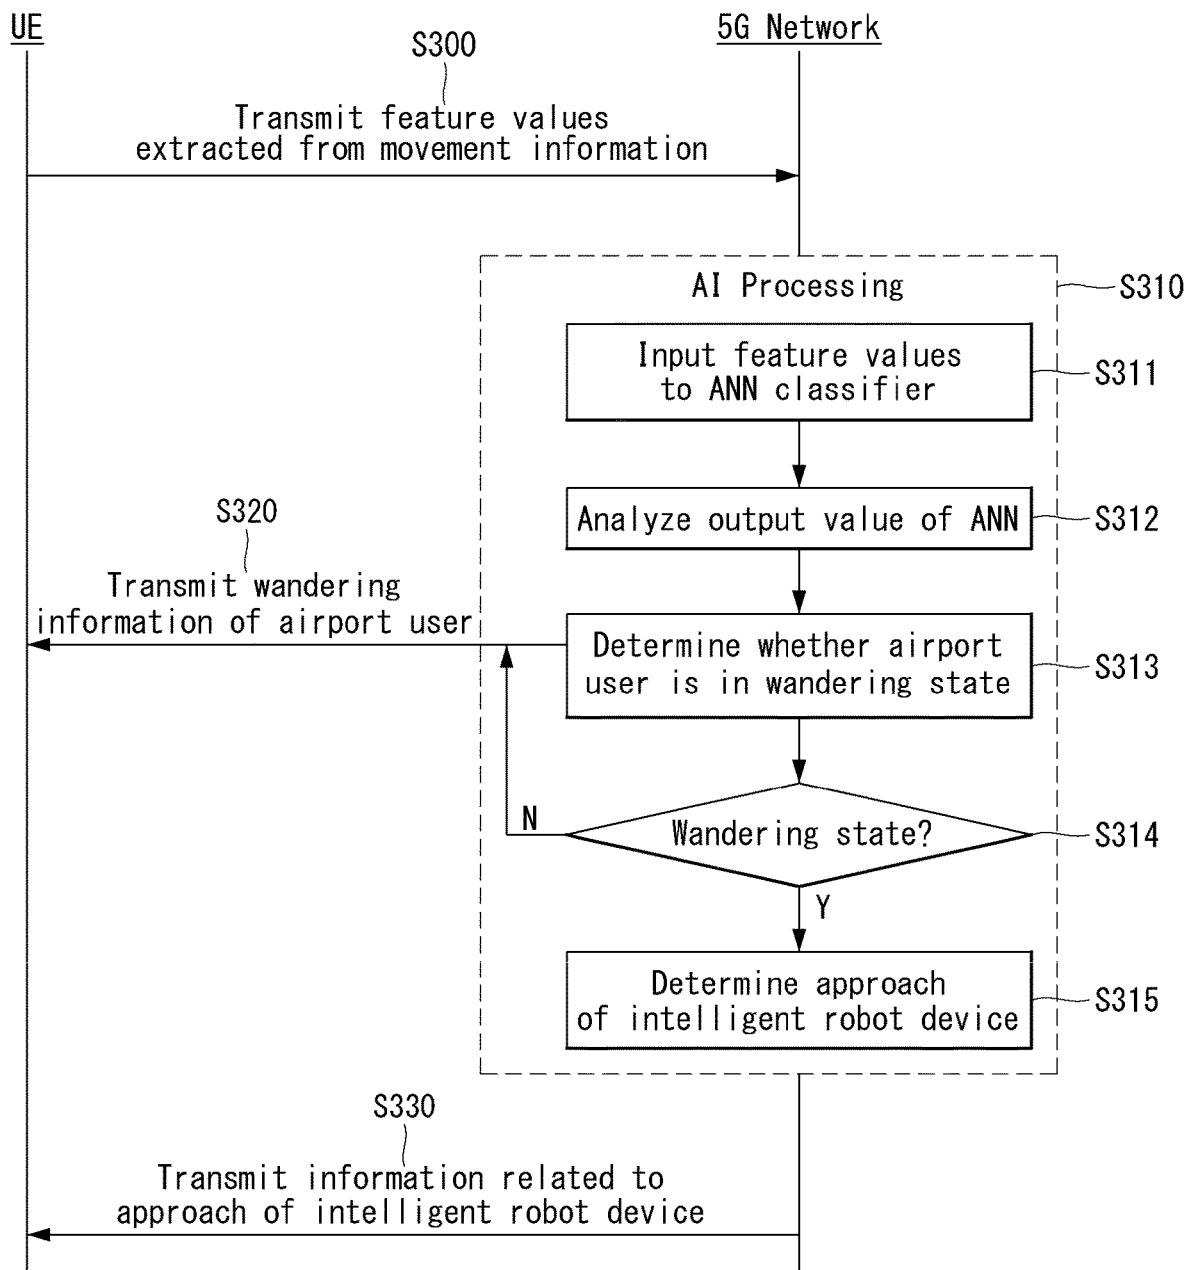 UE
5G Network
S300
Transmit feature values
extracted from movement information
AI Processing
S310
Input feature values
to ANN classifier
S311
S320
Analyze output value of ANN
S312
Transmit wandering
information of airport user
Determine whether airport
user is in wandering state
S313
N
Wandering state?
S314
Y
Determine approach
of intelligent robot device
S315
S330
Transmit information related to
approach of intelligent robot device